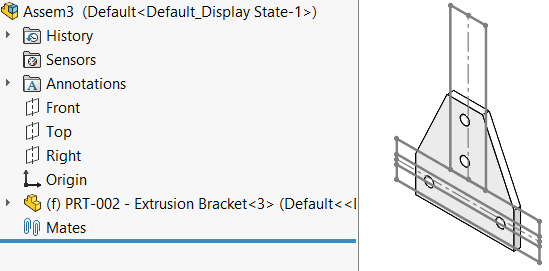 Assem3 (Default<Default_Display State-1>)
History
Sensors
Annotations
Front
Top
Right
Origin
(f) PRT-002 - Extrusion Bracket<3> (Default<<
Mates